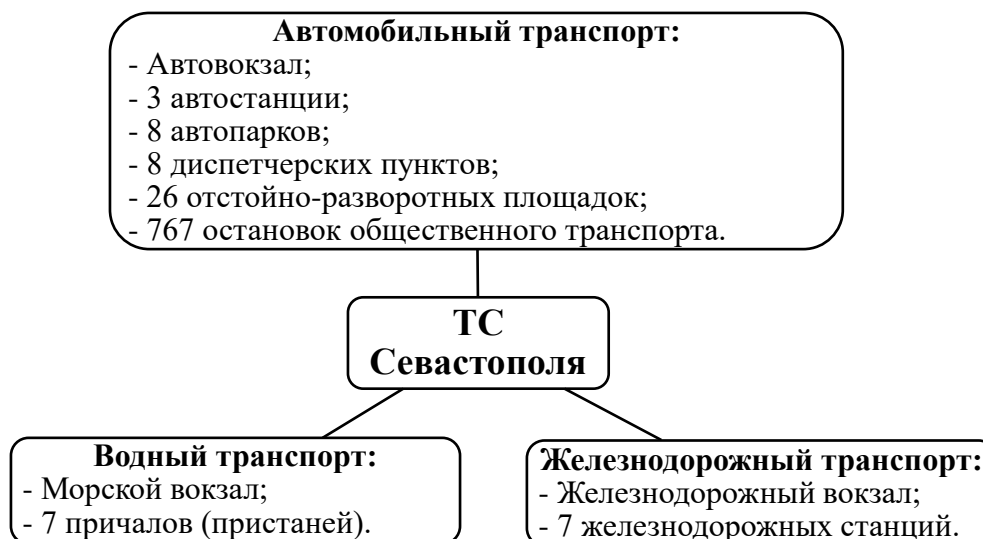 Автомобильный транспорт:
- Автовокзал;
- 3 автостанции;
- 8 автопарков;
- 8 диспетчерских пунктов;
- 26 отстойно-разворотных площадок;
- 767 остановок общественного транспорта.
ТС
Севастополя
Водный транспорт:
- Морской вокзал;
- 7 причалов (пристаней).
Железнодорожный транспорт:
- Железнодорожный вокзал;
- 7 железнодорожных станций.